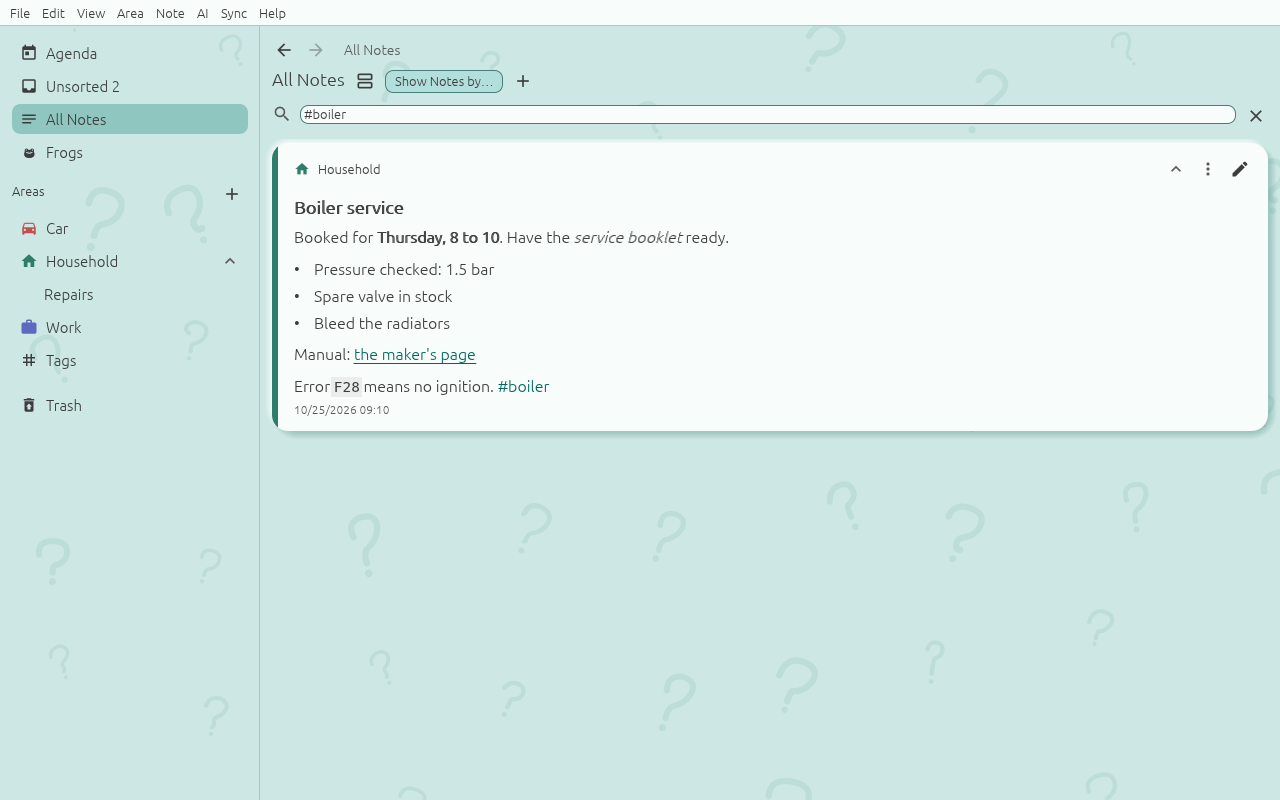 File Edit View Area Note AI Sync Help
Agenda
Unsorted 2
All Notes
Frogs
Areas
Car
Household
Repairs
Work
Tags
Trash
All Notes
All Notes Show Notes by…
#boiler
Household
Boiler service
Booked for Thursday, 8 to 10. Have the service booklet ready.
• Pressure checked: 1.5 bar
• Spare valve in stock
• Bleed the radiators
Manual: the maker's page
Error F28 means no ignition. #boiler
10/25/2026 09:10